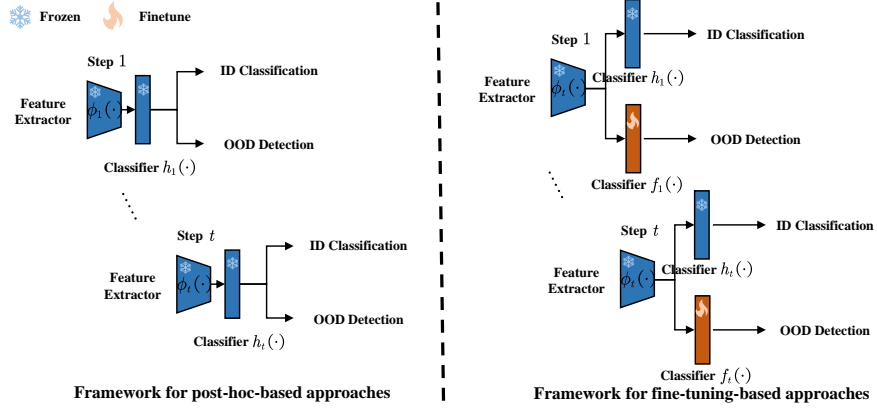 Frozen
Finetune
Step 1
ID Classification
Feature
Extractor
ϕ₁(·)
OOD Detection
Classifier h₁(·)
Step t
ID Classification
Feature
Extractor
ϕₜ(·)
OOD Detection
Classifier hₜ(·)
Framework for post-hoc-based approaches
Step 1
ID Classification
Classifier h₁(·)
Feature
Extractor
ϕₜ(·)
OOD Detection
Classifier f₁(·)
Step t
ID Classification
Classifier hₜ(·)
Feature
Extractor
ϕₜ(·)
OOD Detection
Classifier fₜ(·)
Framework for fine-tuning-based approaches